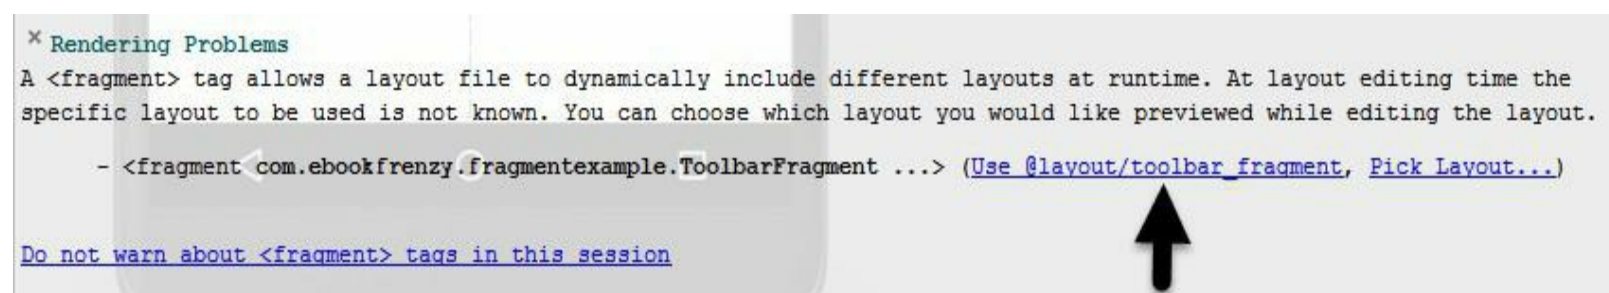 × Rendering Problems
A <fragment> tag allows a layout file to dynamically include different layouts at runtime. At layout editing time the
specific layout to be used is not known. You can choose which layout you would like previewed while editing the layout.
- <fragment com.ebookfrenzy.fragmentexample.ToolbarFragment ...> (Use @layout/toolbar_fragment, Pick Layout...)
Do not warn about <fragment> tags in this session